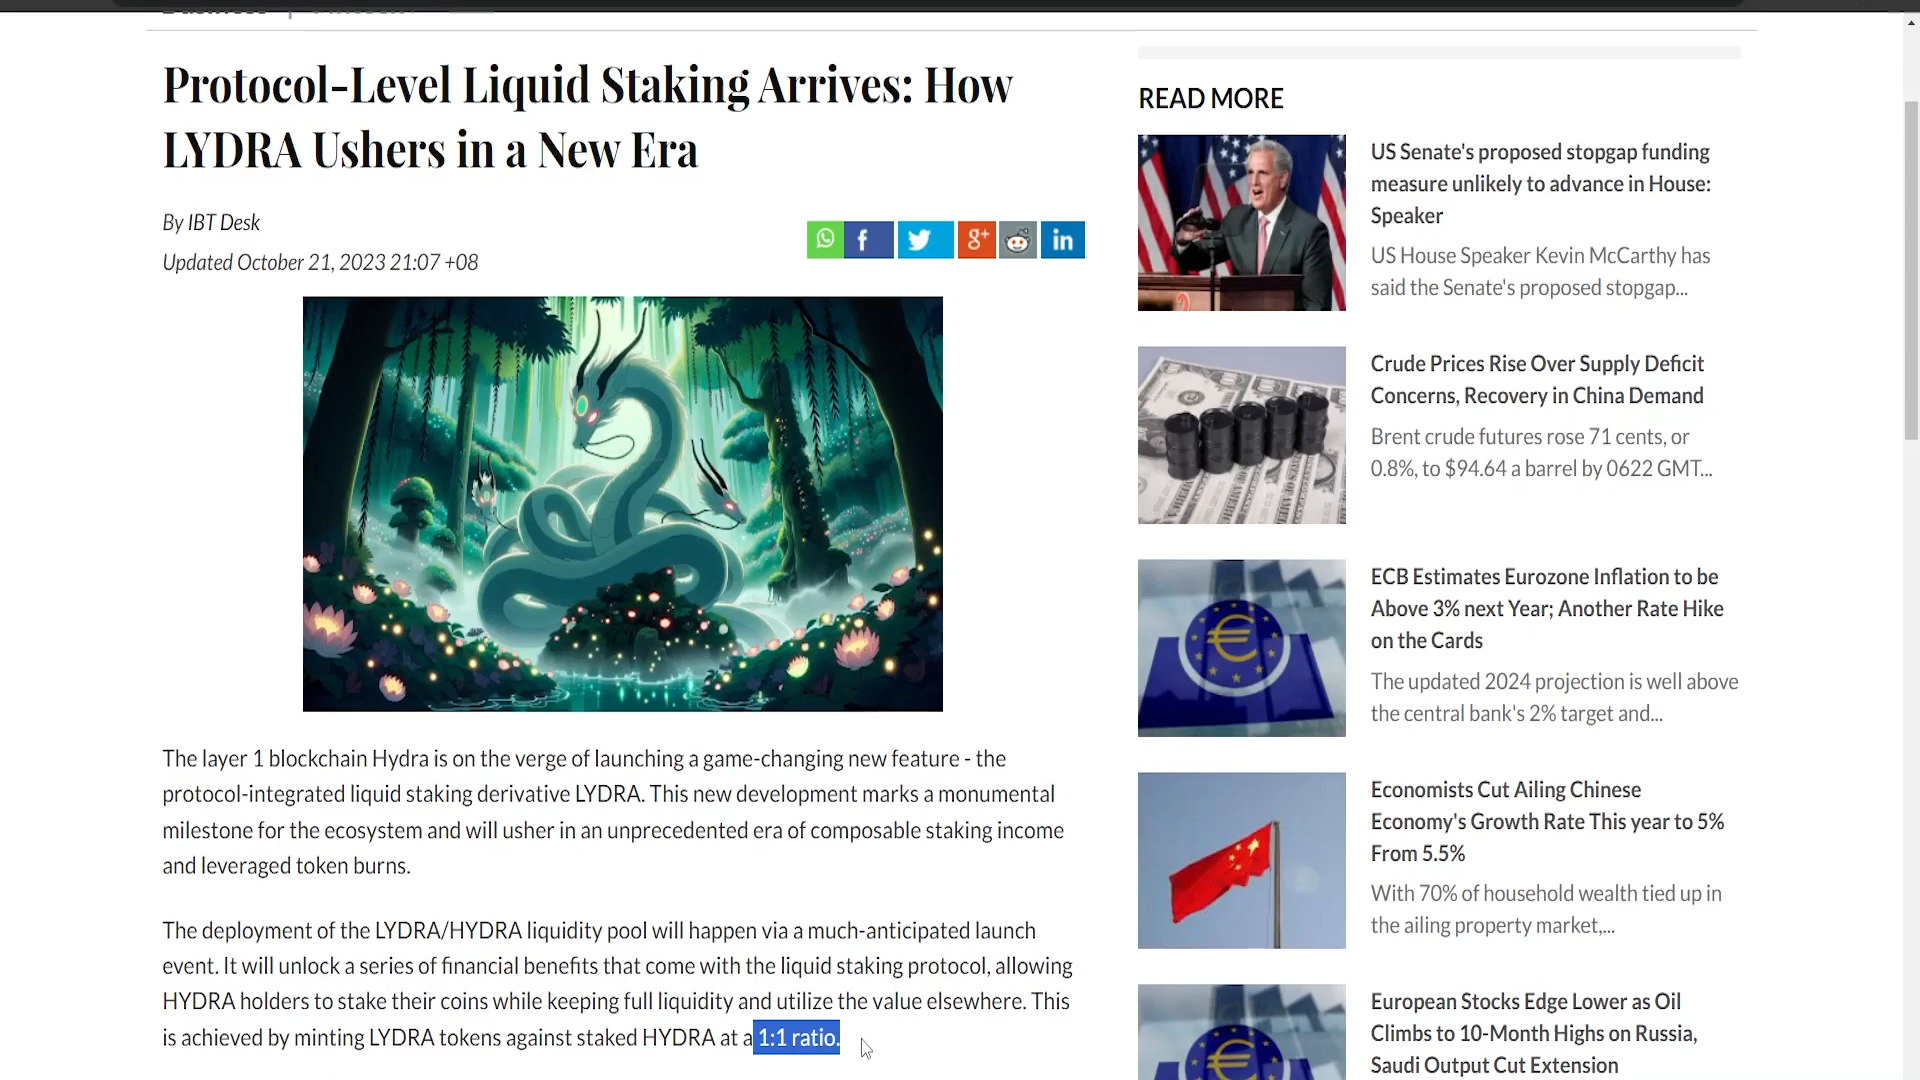 Protocol-Level Liquid Staking Arrives: How
LYDRA Ushers in a New Era
By IBT Desk
Updated October 21, 2023 21:07 +08
The layer 1 blockchain Hydra is on the verge of launching a game-changing new feature - the
protocol-integrated liquid staking derivative LYDRA. This new development marks a monumental
milestone for the ecosystem and will usher in an unprecedented era of composable staking income
and leveraged token burns.
The deployment of the LYDRA/HYDRA liquidity pool will happen via a much-anticipated launch
event. It will unlock a series of financial benefits that come with the liquid staking protocol, allowing
HYDRA holders to stake their coins while keeping full liquidity and utilize the value elsewhere. This
is achieved by minting LYDRA tokens against staked HYDRA at a 1:1 ratio.
READ MORE
US Senate's proposed stopgap funding
measure unlikely to advance in House:
Speaker
US House Speaker Kevin McCarthy has
said the Senate's proposed stopgap...
Crude Prices Rise Over Supply Deficit
Concerns, Recovery in China Demand
Brent crude futures rose 71 cents, or
0.8%, to $94.64 a barrel by 0622 GMT...
ECB Estimates Eurozone Inflation to be
Above 3% next Year; Another Rate Hike
on the Cards
The updated 2024 projection is well above
the central bank's 2% target and...
Economists Cut Ailing Chinese
Economy's Growth Rate This year to 5%
From 5.5%
With 70% of household wealth tied up in
the ailing property market,...
European Stocks Edge Lower as Oil
Climbs to 10-Month Highs on Russia,
Saudi Output Cut Extension